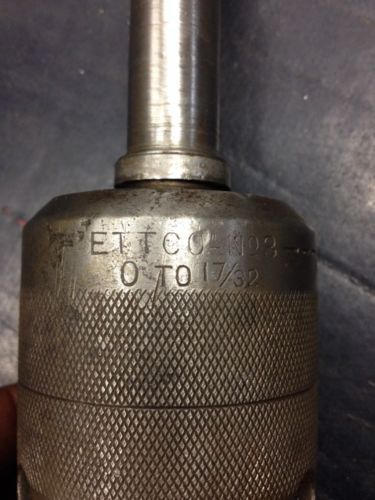 "ETTCO-No3
0 TO 17/32